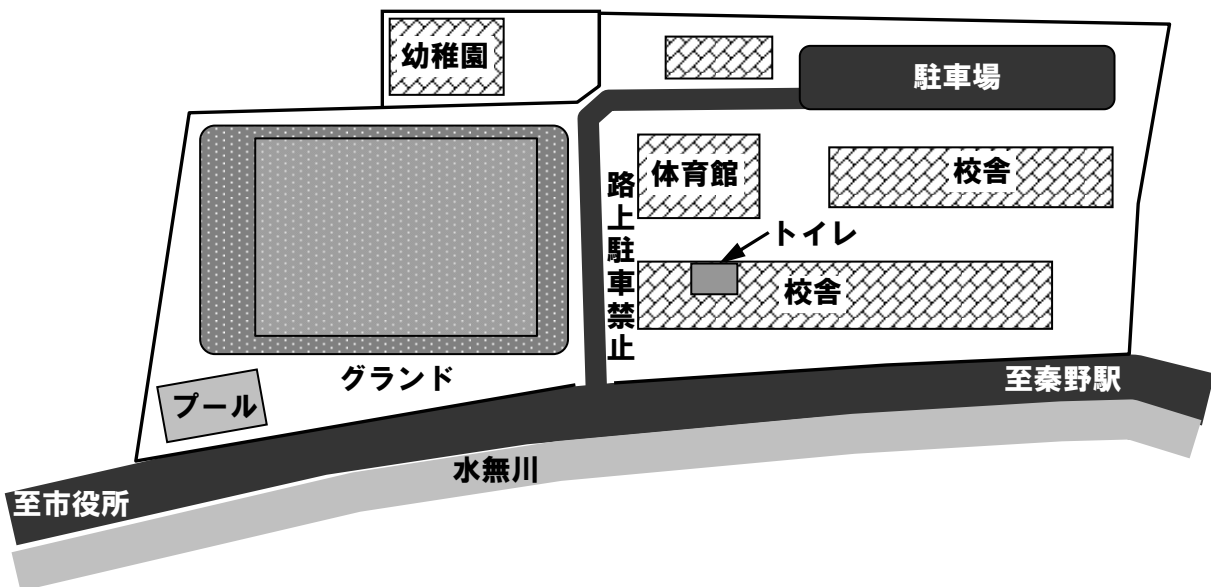 幼稚園
駐車場
体育館
校舎
路上駐車禁止
トイレ
校舎
グランド
至秦野駅
プール
水無川
至市役所